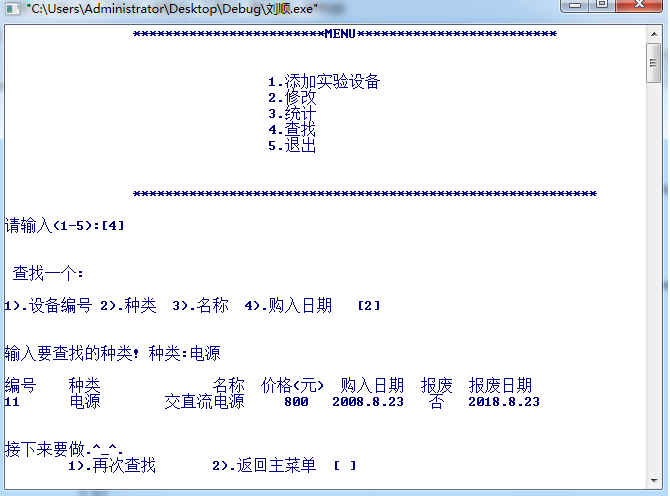 "C:\Users\Administrator\Desktop\Debug\刘顺.exe"
************************MENU*************************
1.添加实验设备
2.修改
3.统计
4.查找
5.退出
**********************************************************
请输入(1-5):[4]
查找一个:
1).设备编号 2).种类 3).名称 4).购入日期 [2]
输入要查找的种类! 种类:电源
编号 种类 名称 价格(元) 购入日期 报废 报废日期
11 电源 交直流电源 800 2008.8.23 否 2018.8.23
接下来要做.^_^.
1).再次查找 2).返回主菜单 [ ]